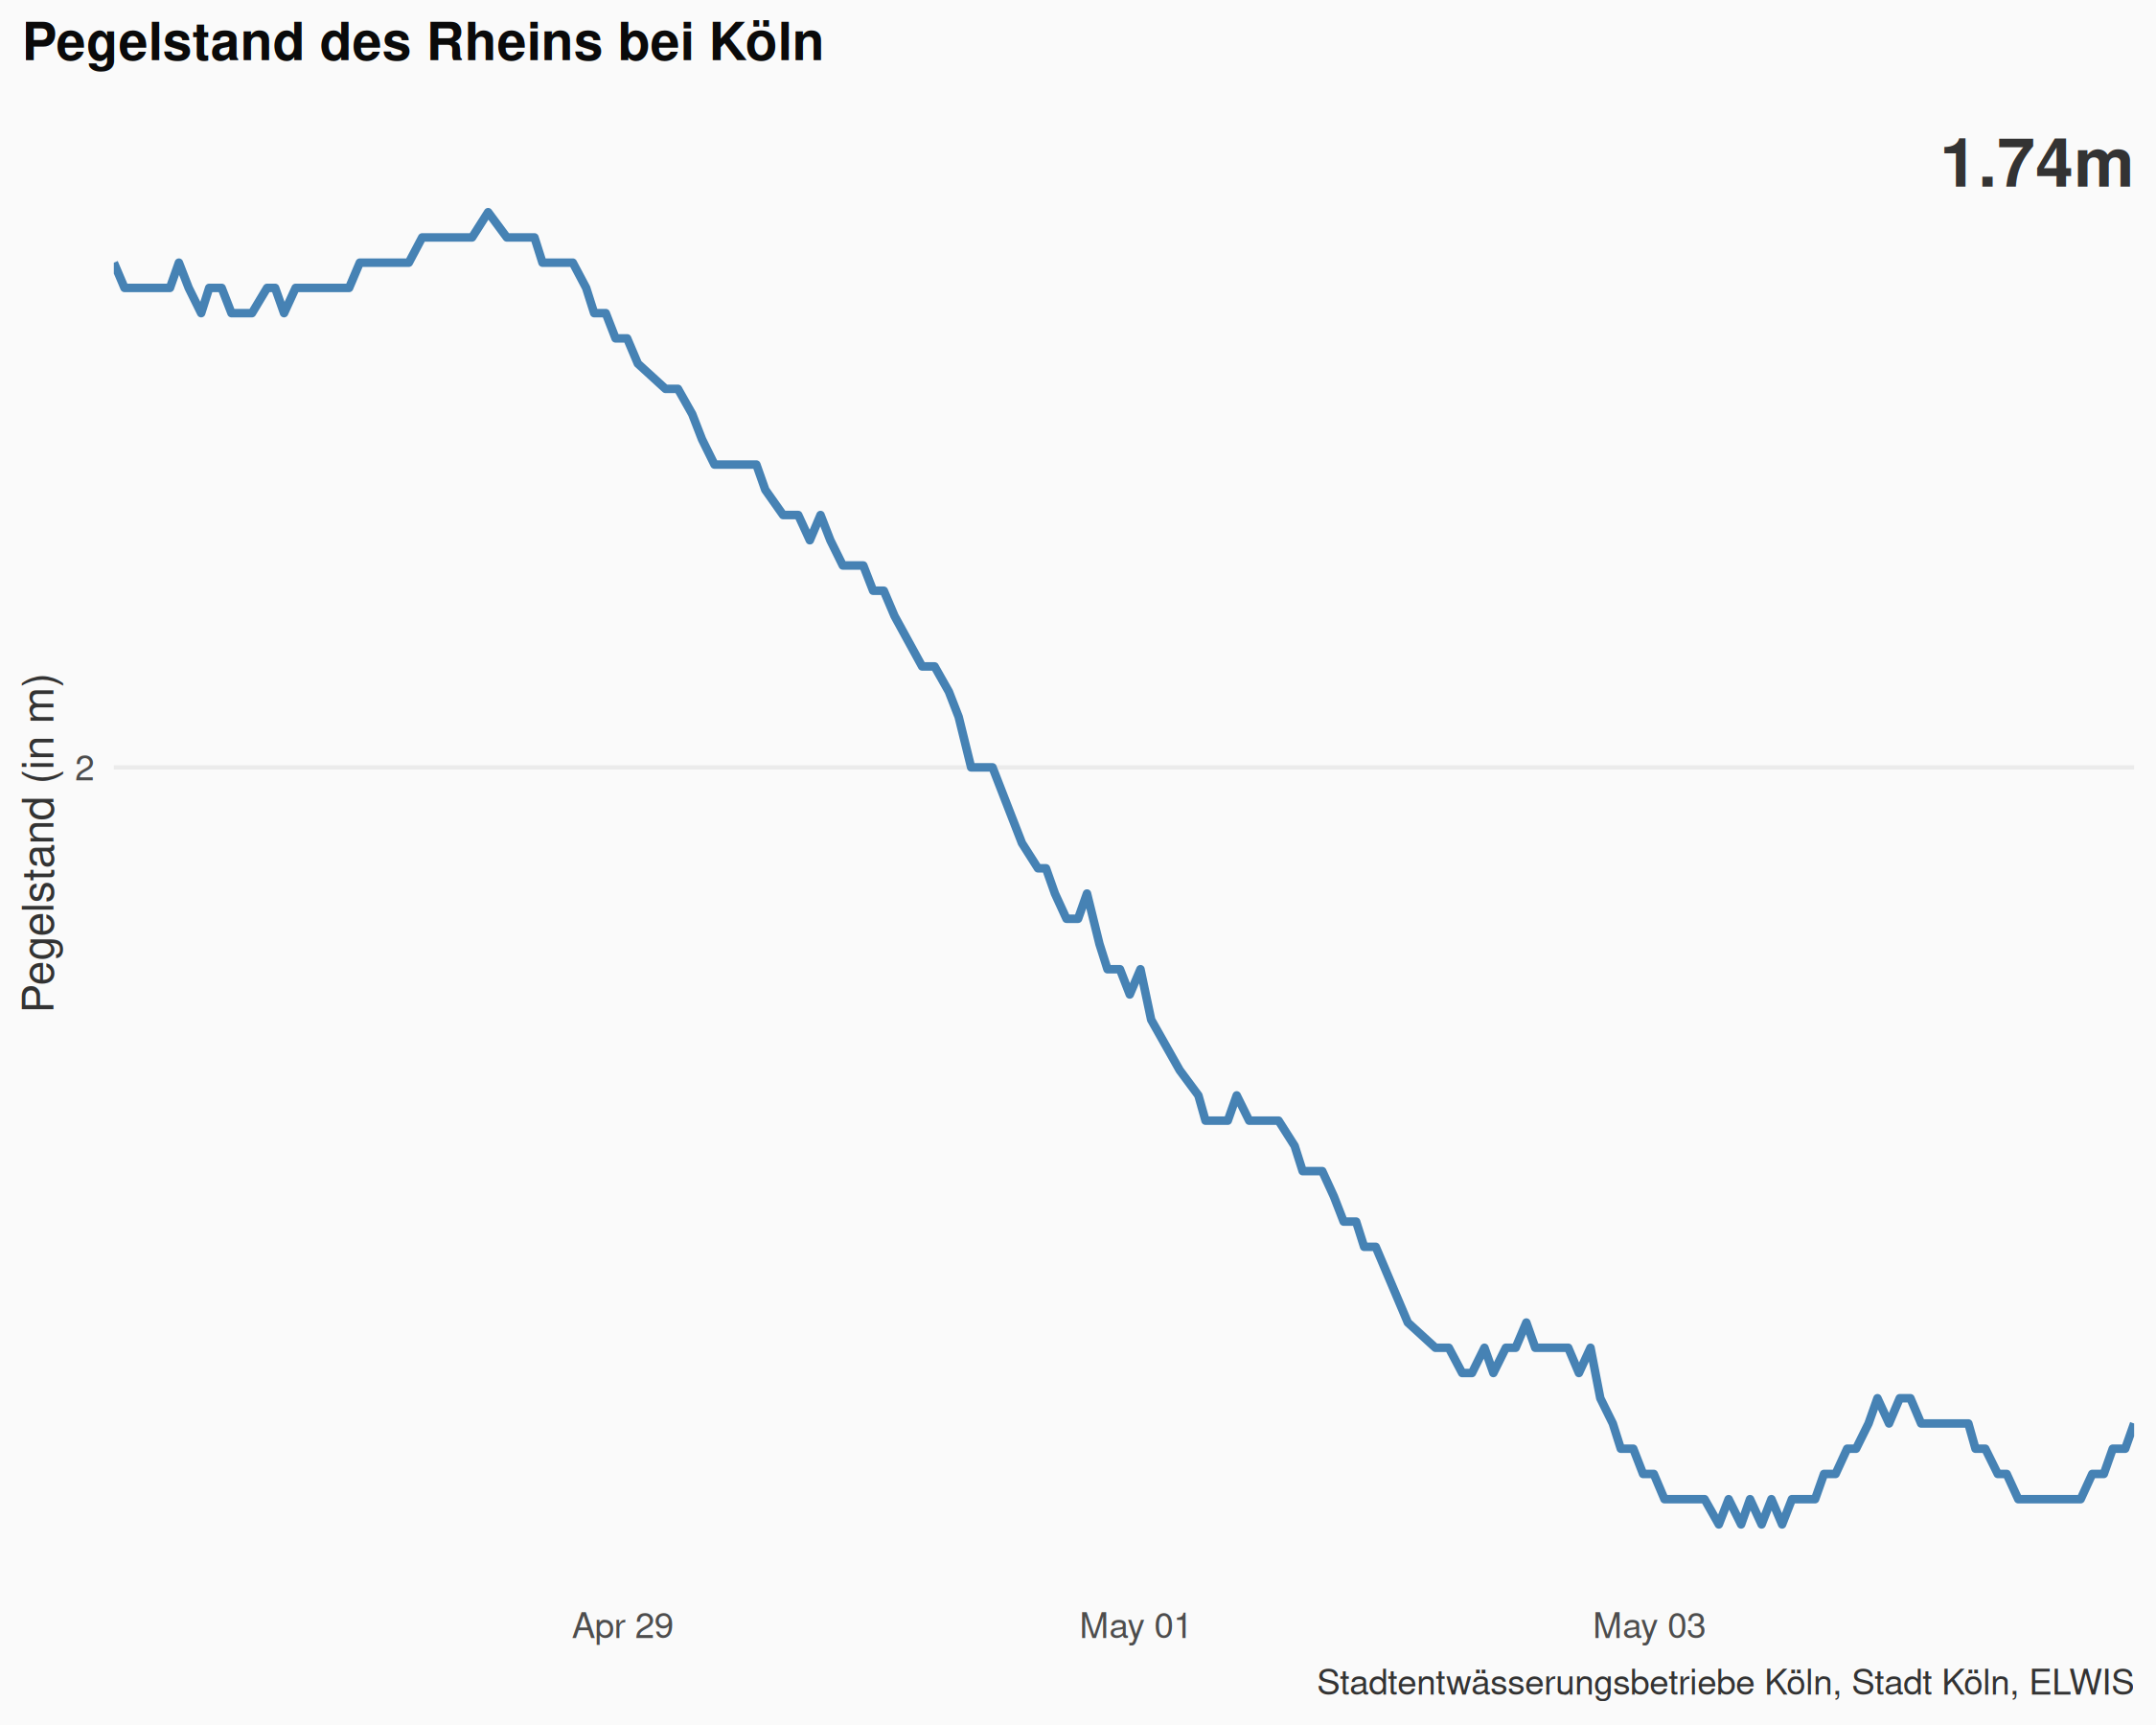 Pegelstand des Rheins bei Köln
1.74m
Pegelstand (in m)
2
Apr 29
May 01
May 03
Stadtentwässerungsbetriebe Köln, Stadt Köln, ELWIS